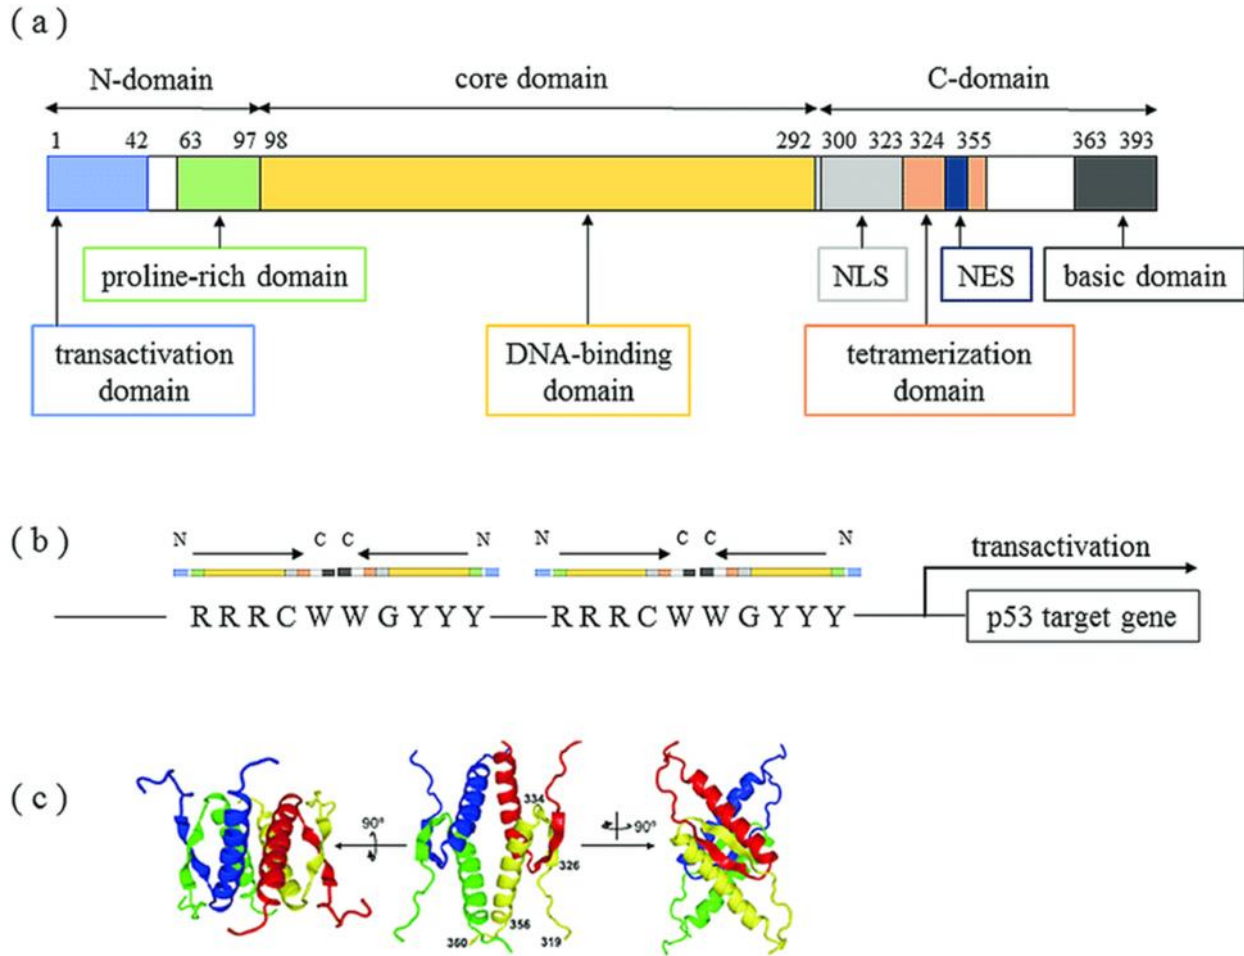 ( a )
N-domain core domain C-domain
1 42 63 97 98 292 300 323 324 355 363 393
proline-rich domain NLS NES basic domain
transactivation
domain
DNA-binding
domain
tetramerization
domain
( b )
N C C N N C C N
transactivation
R R R C W W G Y Y Y R R R C W W G Y Y Y p53 target gene
( c )
90° 334 90°
326
356
360 319